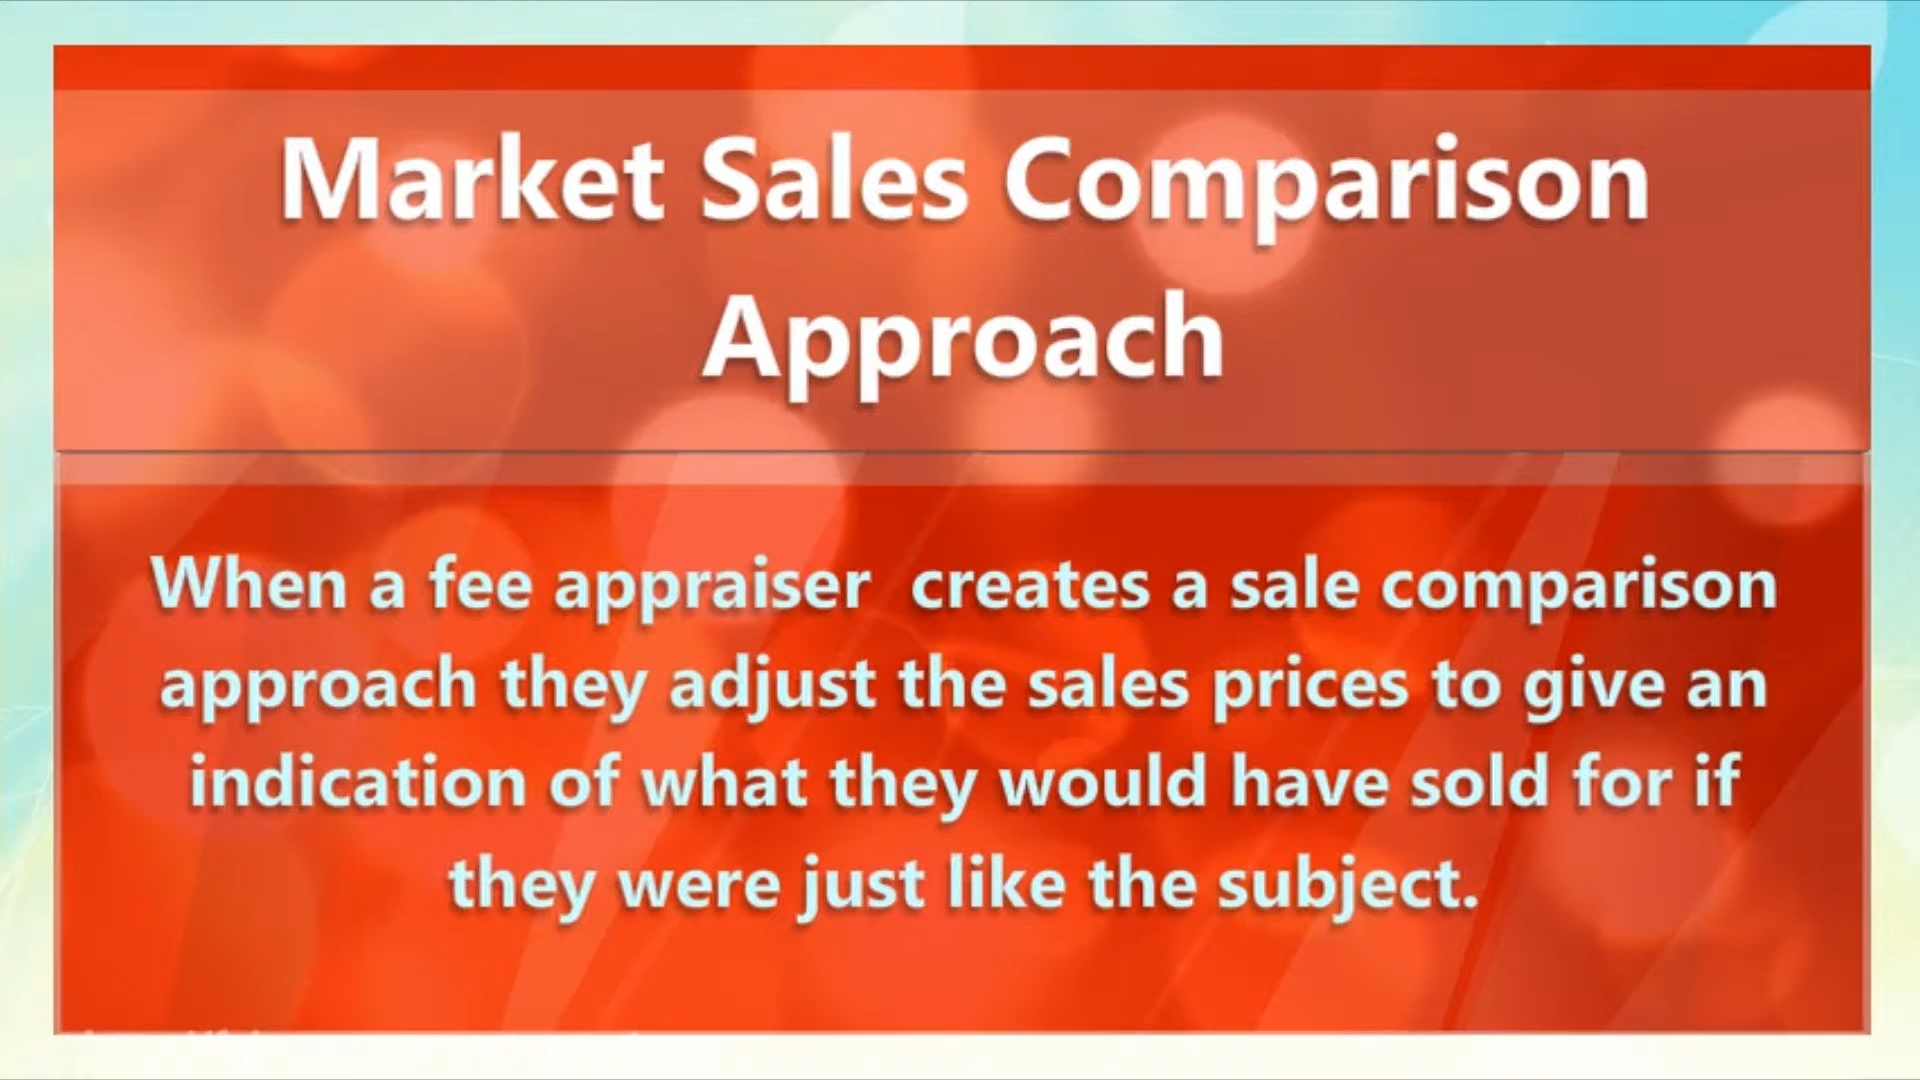 Market Sales Comparison
Approach
When a fee appraiser creates a sale comparison
approach they adjust the sales prices to give an
indication of what they would have sold for if
they were just like the subject.